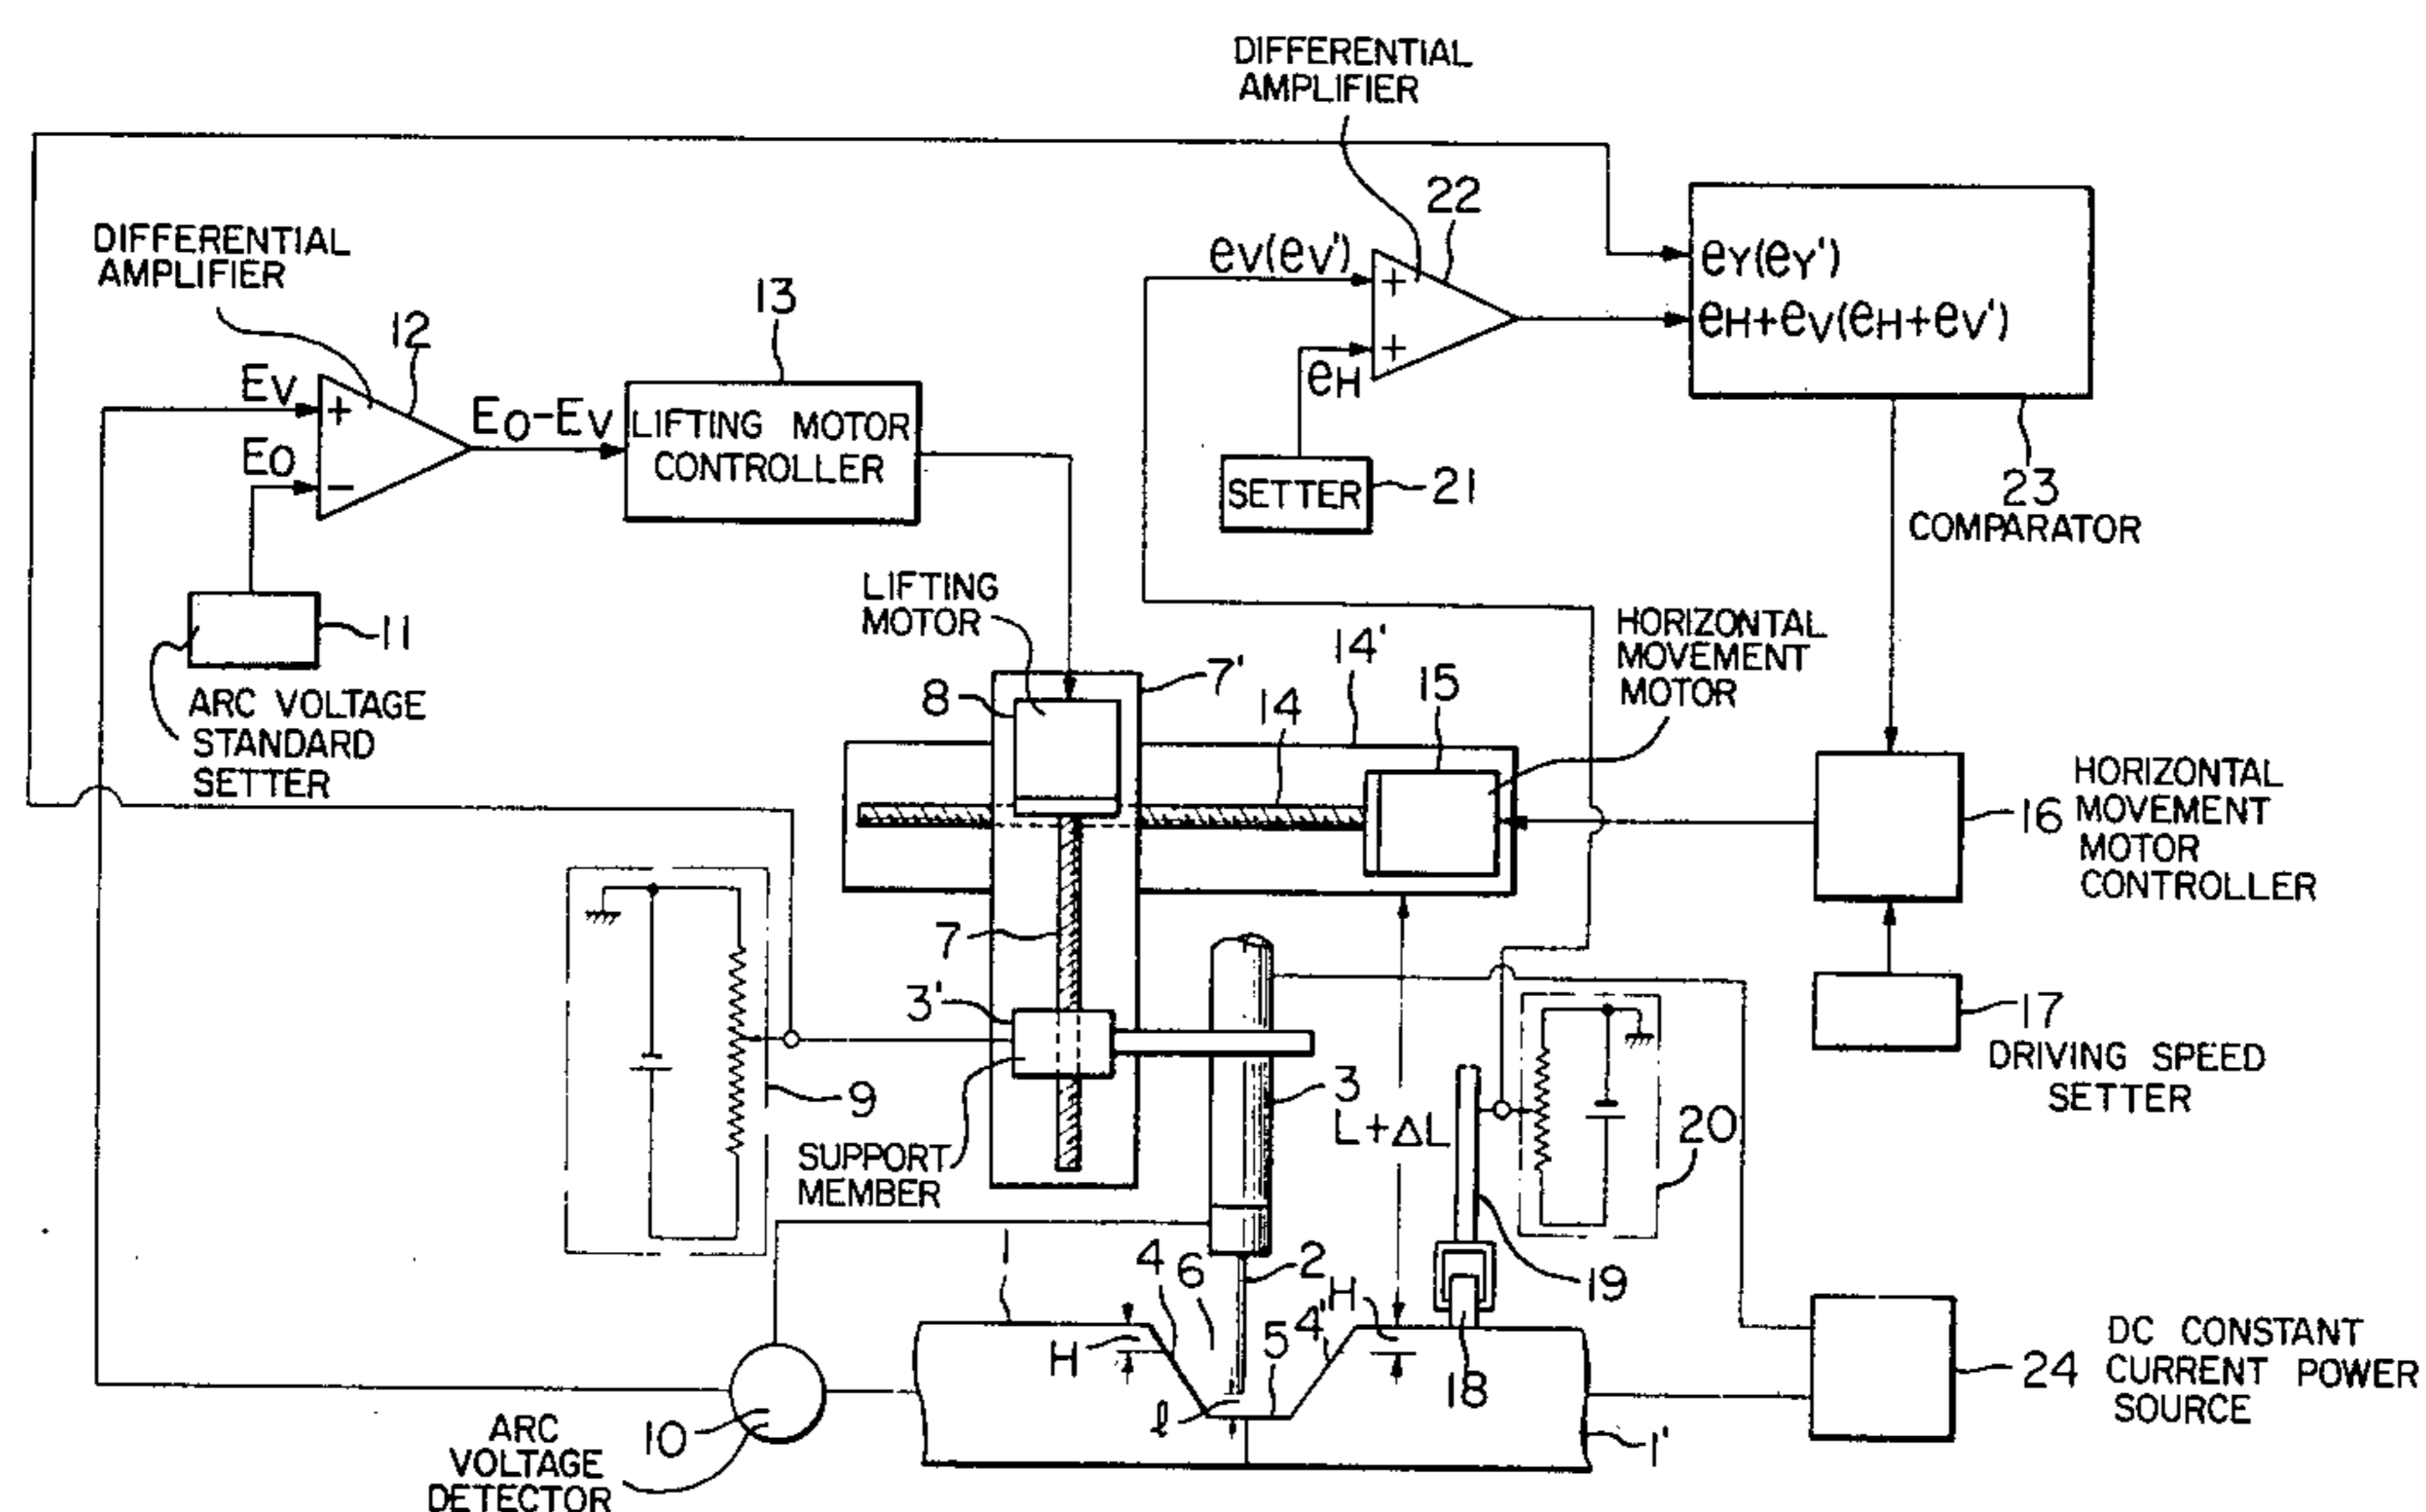 DIFFERENTIAL
AMPLIFIER
22
eV(eV')
+
+
eH
eY(eY')
eH+eV(eH+eV')
DIFFERENTIAL
AMPLIFIER
12
13
EV
+
EO
−
EO-EV
LIFTING MOTOR
CONTROLLER
SETTER
21
23
COMPARATOR
11
ARC VOLTAGE
STANDARD
SETTER
LIFTING
MOTOR
7'
8
14'
14
15
HORIZONTAL
MOVEMENT
MOTOR
16
HORIZONTAL
MOVEMENT
MOTOR
CONTROLLER
7
3'
9
3
L+ΔL
17
DRIVING SPEED
SETTER
20
SUPPORT
MEMBER
1
4
6
2
H
19
H
5
4'
18
l
10
ARC
VOLTAGE
DETECTOR
1'
24
DC CONSTANT
CURRENT POWER
SOURCE